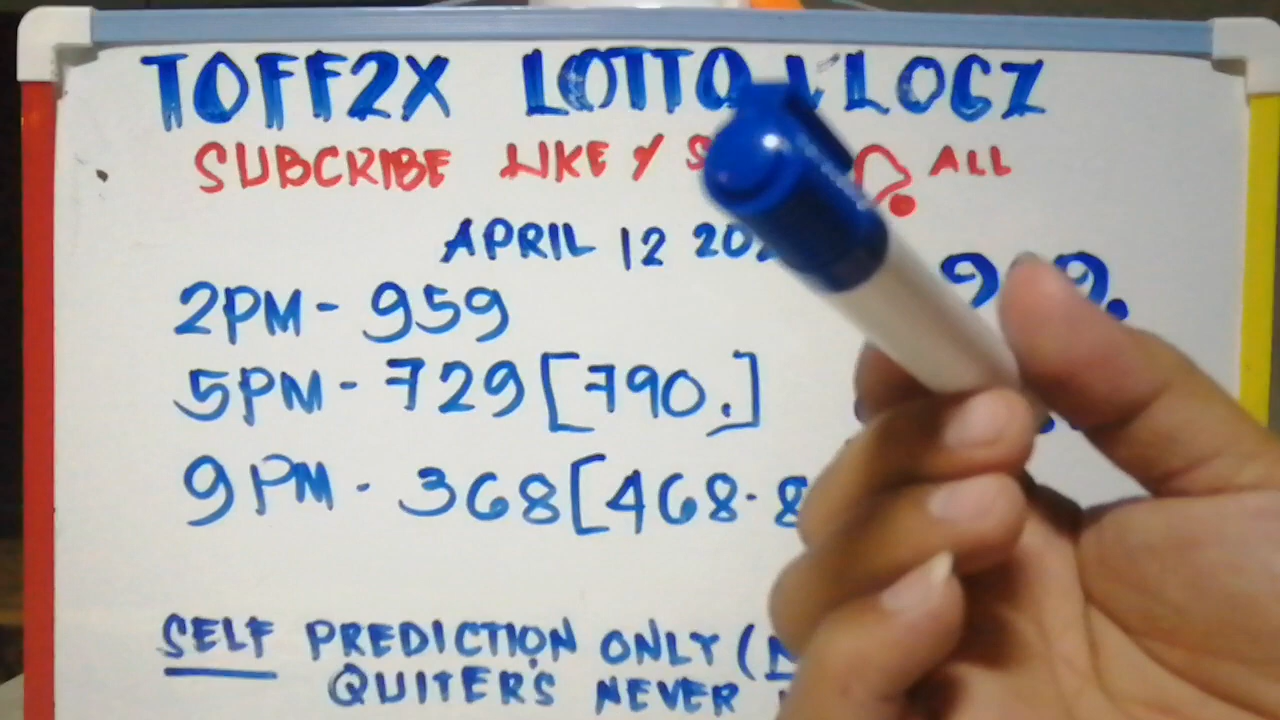 TOFF2X LOTTO VLOGZ
SUBCRIBE LIKE & ALL
APRIL 12
2PM - 959
5PM - 729 [790.]
9PM - 368 [468. 8
SELF PREDICTION ONLY (
QUITERS NEVER